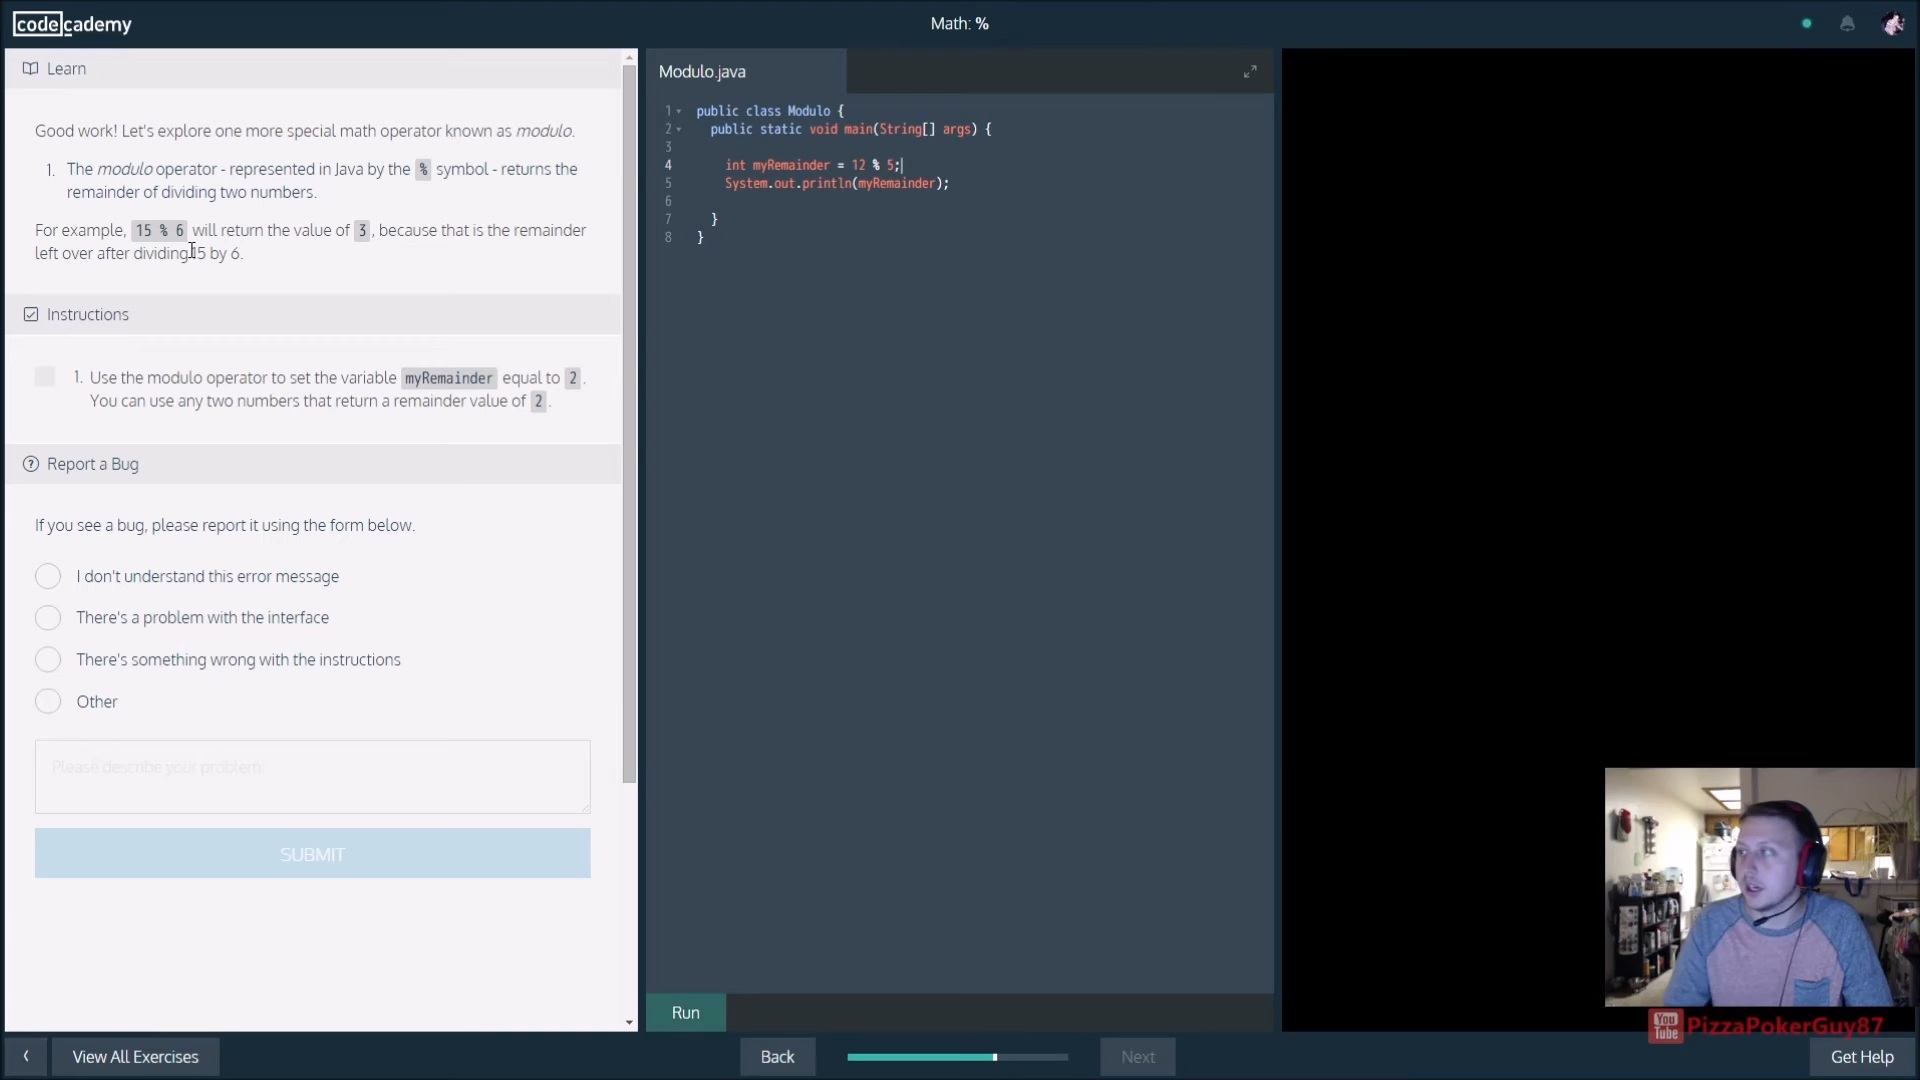 codecademy
Math: %
Learn
Good work! Let's explore one more special math operator known as modulo.
1. The modulo operator - represented in Java by the % symbol - returns the
remainder of dividing two numbers.
For example, 15 % 6 will return the value of 3, because that is the remainder
left over after dividing 15 by 6.
Instructions
1. Use the modulo operator to set the variable myRemainder equal to 2.
You can use any two numbers that return a remainder value of 2.
Report a Bug
If you see a bug, please report it using the form below.
I don't understand this error message
There's a problem with the interface
There's something wrong with the instructions
Other
Please describe your problem.
SUBMIT
Modulo.java
1 public class Modulo {
2 public static void main(String[] args) {
3
4 int myRemainder = 12 % 5;
5 System.out.println(myRemainder);
6
7 }
8 }
Run
You Tube PizzaPokerGuy87
View All Exercises
Back
Next
Get Help